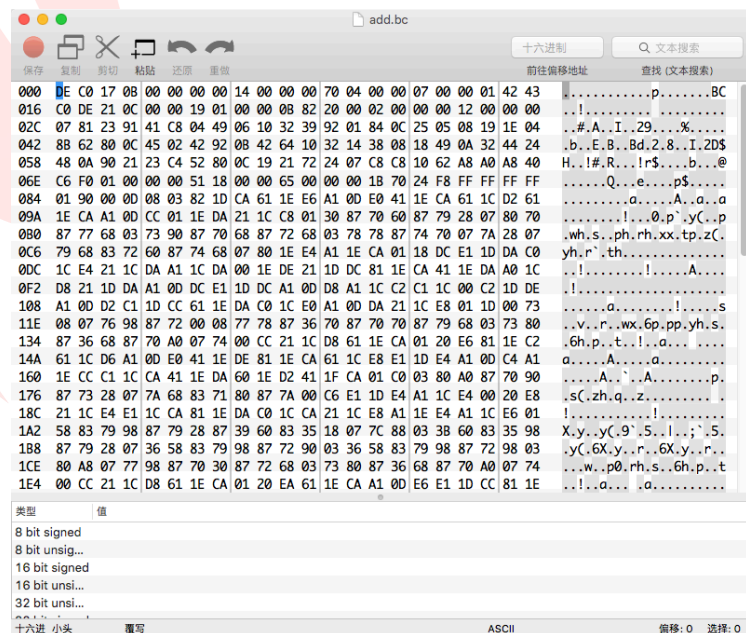 add.bc
十六进制
文本搜索
保存 复制 剪切 粘贴 还原 重做 前往偏移地址 查找 (文本搜索)
000 DE C0 17 0B 00 00 00 00 14 00 00 00 70 04 00 00 07 00 00 01 42 43 ............p.......BC
016 C0 DE 21 0C 00 00 19 01 00 00 0B 82 20 00 02 00 00 00 12 00 00 00 ..!......... .........
02C 07 81 23 91 41 C8 04 49 06 10 32 39 92 01 84 0C 25 05 08 19 1E 04 ..#.A..I..29....%.....
042 8B 62 80 0C 45 02 42 92 0B 42 64 10 32 14 38 08 18 49 0A 32 44 24 .b..E.B..Bd.2.8..I.2D$
058 48 0A 90 21 23 C4 52 80 0C 19 21 72 24 07 C8 C8 10 62 A8 A0 A8 40 H..!#.R...!r$....b...@
06E C6 F0 01 00 00 00 51 18 00 00 65 00 00 00 1B 70 24 F8 FF FF FF FF ......Q...e....p$.....
084 01 90 00 0D 08 03 82 1D CA 61 1E E6 A1 0D E0 41 1E CA 61 1C D2 61 .........a.....A..a..a
09A 1E CA A1 0D CC 01 1E DA 21 1C C8 01 30 87 70 60 87 79 28 07 80 70 ........!...0.p`.y(..p
0B0 87 77 68 03 73 90 87 70 68 87 72 68 03 78 78 87 74 70 07 7A 28 07 .wh.s..ph.rh.xx.tp.z(.
0C6 79 68 83 72 60 87 74 68 07 80 1E E4 A1 1E CA 01 18 DC E1 1D DA C0 yh.r`.th..............
0DC 1C E4 21 1C DA A1 1C DA 00 1E DE 21 1D DC 81 1E CA 41 1E DA A0 1C ..!........!.....A....
0F2 D8 21 1D DA A1 0D DC E1 1D DC A1 0D D8 A1 1C C2 C1 1C 00 C2 1D DE .!....................
108 A1 0D D2 C1 1D CC 61 1E DA C0 1C E0 A1 0D DA 21 1C E8 01 1D 00 73 ......a........!.....s
11E 08 07 76 98 87 72 00 08 77 78 87 36 70 87 70 70 87 79 68 03 73 80 ..v..r..wx.6p.pp.yh.s.
134 87 36 68 87 70 A0 07 74 00 CC 21 1C D8 61 1E CA 01 20 E6 81 1E C2 .6h.p..t..!..a... ....
14A 61 1C D6 A1 0D E0 41 1E DE 81 1E CA 61 1C E8 E1 1D E4 A1 0D C4 A1 a.....A.....a.........
160 1E CC C1 1C CA 41 1E DA 60 1E D2 41 1F CA 01 C0 03 80 A0 87 70 90 .....A..`..A........p.
176 87 73 28 07 7A 68 83 71 80 87 7A 00 C6 E1 1D E4 A1 1C E4 00 20 E8 .s(.zh.q..z......... .
18C 21 1C E4 E1 1C CA 81 1E DA C0 1C CA 21 1C E8 A1 1E E4 A1 1C E6 01 !...........!.........
1A2 58 83 79 98 87 79 28 87 39 60 83 35 18 07 7C 88 03 3B 60 83 35 98 X.y..y(.9`.5..|..;`.5.
1B8 87 79 28 07 36 58 83 79 98 87 72 90 03 36 58 83 79 98 87 72 98 03 .y(.6X.y..r..6X.y..r..
1CE 80 A8 07 77 98 87 70 30 87 72 68 03 73 80 87 36 68 87 70 A0 07 74 ...w..p0.rh.s..6h.p..t
1E4 00 CC 21 1C D8 61 1E CA 01 20 EA 61 1E CA A1 0D E6 E1 1D CC 81 1E ..!..a... .a..........
类型 值
8 bit signed
8 bit unsig...
16 bit signed
16 bit unsi...
32 bit unsi...
十六进 小头 覆写 ASCII 偏移: 0 选择: 0